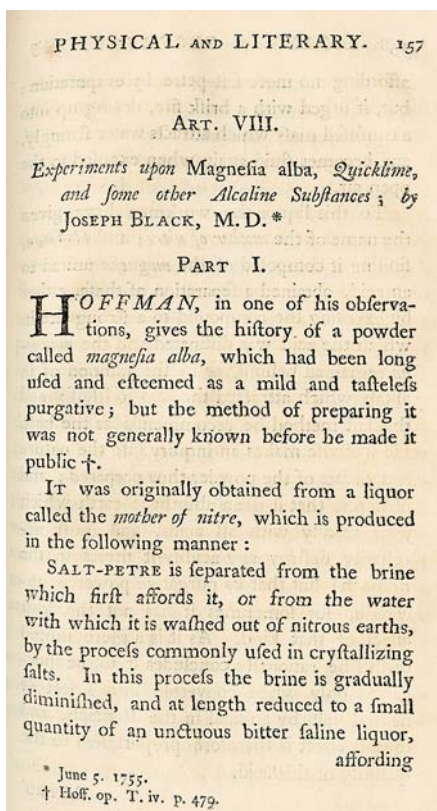 PHYSICAL AND LITERARY. 157
ART. VIII.
Experiments upon Magneſia alba, Quicklime,
and ſome other Alcaline Subſtances; by
JOSEPH BLACK, M. D. *
PART I.
HOFFMAN, in one of his obſerva-
tions, gives the hiſtory of a powder
called magneſia alba, which had been long
uſed and eſteemed as a mild and taſteleſs
purgative; but the method of preparing it
was not generally known before he made it
public †.
IT was originally obtained from a liquor
called the mother of nitre, which is produced
in the following manner:
SALT-PETRE is ſeparated from the brine
which firſt affords it, or from the water
with which it is waſhed out of nitrous earths,
by the proceſs commonly uſed in cryſtallizing
ſalts. In this proceſs the brine is gradually
diminiſhed, and at length reduced to a ſmall
quantity of an unctuous bitter ſaline liquor,
affording
* June 5. 1755.
† Hoff. op. T. iv. p. 479.